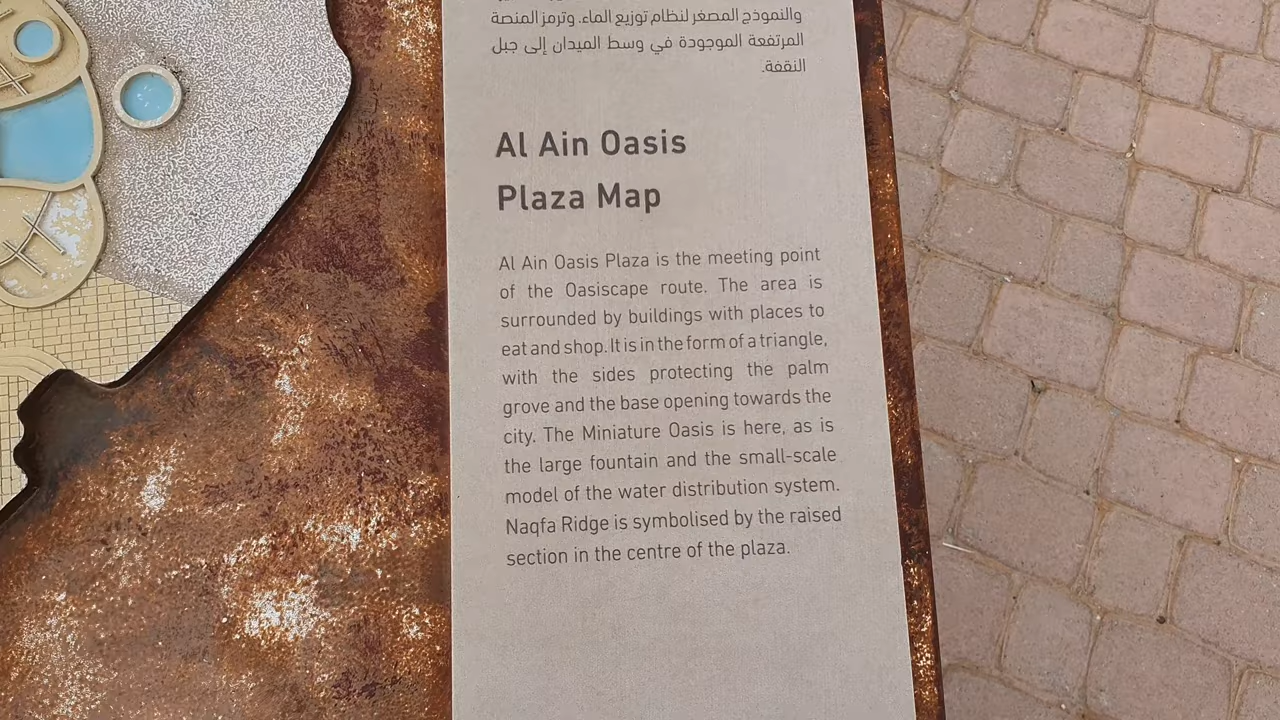 والنموذج المصغر لنظام توزيع الماء. وترمز المنصة
المرتفعة الموجودة في وسط الميدان إلى جبل
النقفة.
Al Ain Oasis
Plaza Map
Al Ain Oasis Plaza is the meeting point
of the Oasiscape route. The area is
surrounded by buildings with places to
eat and shop. It is in the form of a triangle,
with the sides protecting the palm
grove and the base opening towards the
city. The Miniature Oasis is here, as is
the large fountain and the small-scale
model of the water distribution system.
Naqfa Ridge is symbolised by the raised
section in the centre of the plaza.